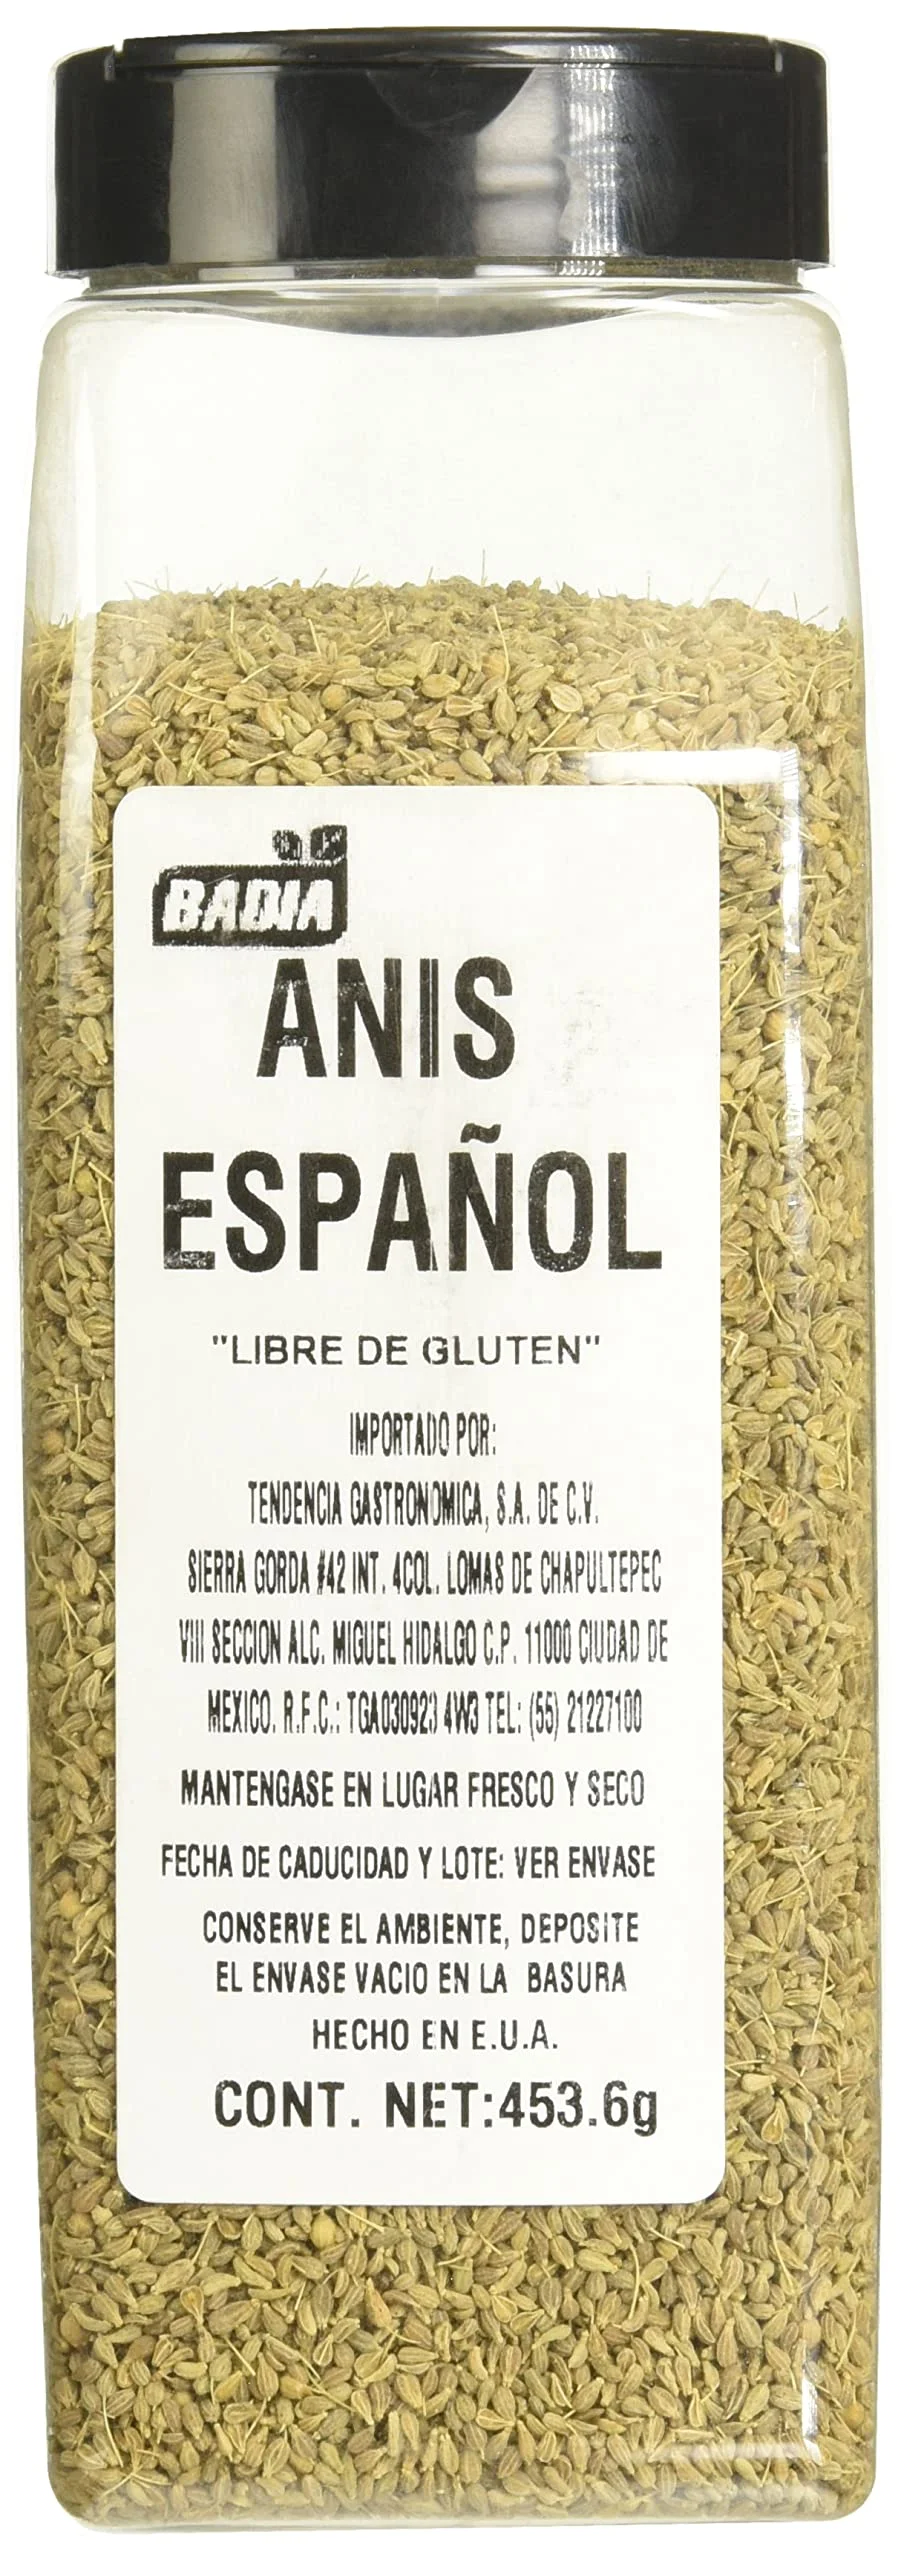 BADIA
ANIS
ESPAÑOL
"LIBRE DE GLUTEN"
IMPORTADO POR:
TENDENCIA GASTRONOMICA, S.A. DE C.V.
SIERRA GORDA #42 INT. 4COL. LOMAS DE CHAPULTEPEC
VIII SECCION ALC. MIGUEL HIDALGO C.P. 11000 CIUDAD DE
MEXICO. R.F.C.: TGA030923 4W3 TEL: (55) 21227100
MANTENGASE EN LUGAR FRESCO Y SECO
FECHA DE CADUCIDAD Y LOTE: VER ENVASE
CONSERVE EL AMBIENTE, DEPOSITE
EL ENVASE VACIO EN LA BASURA
HECHO EN E.U.A.
CONT. NET:453.6g